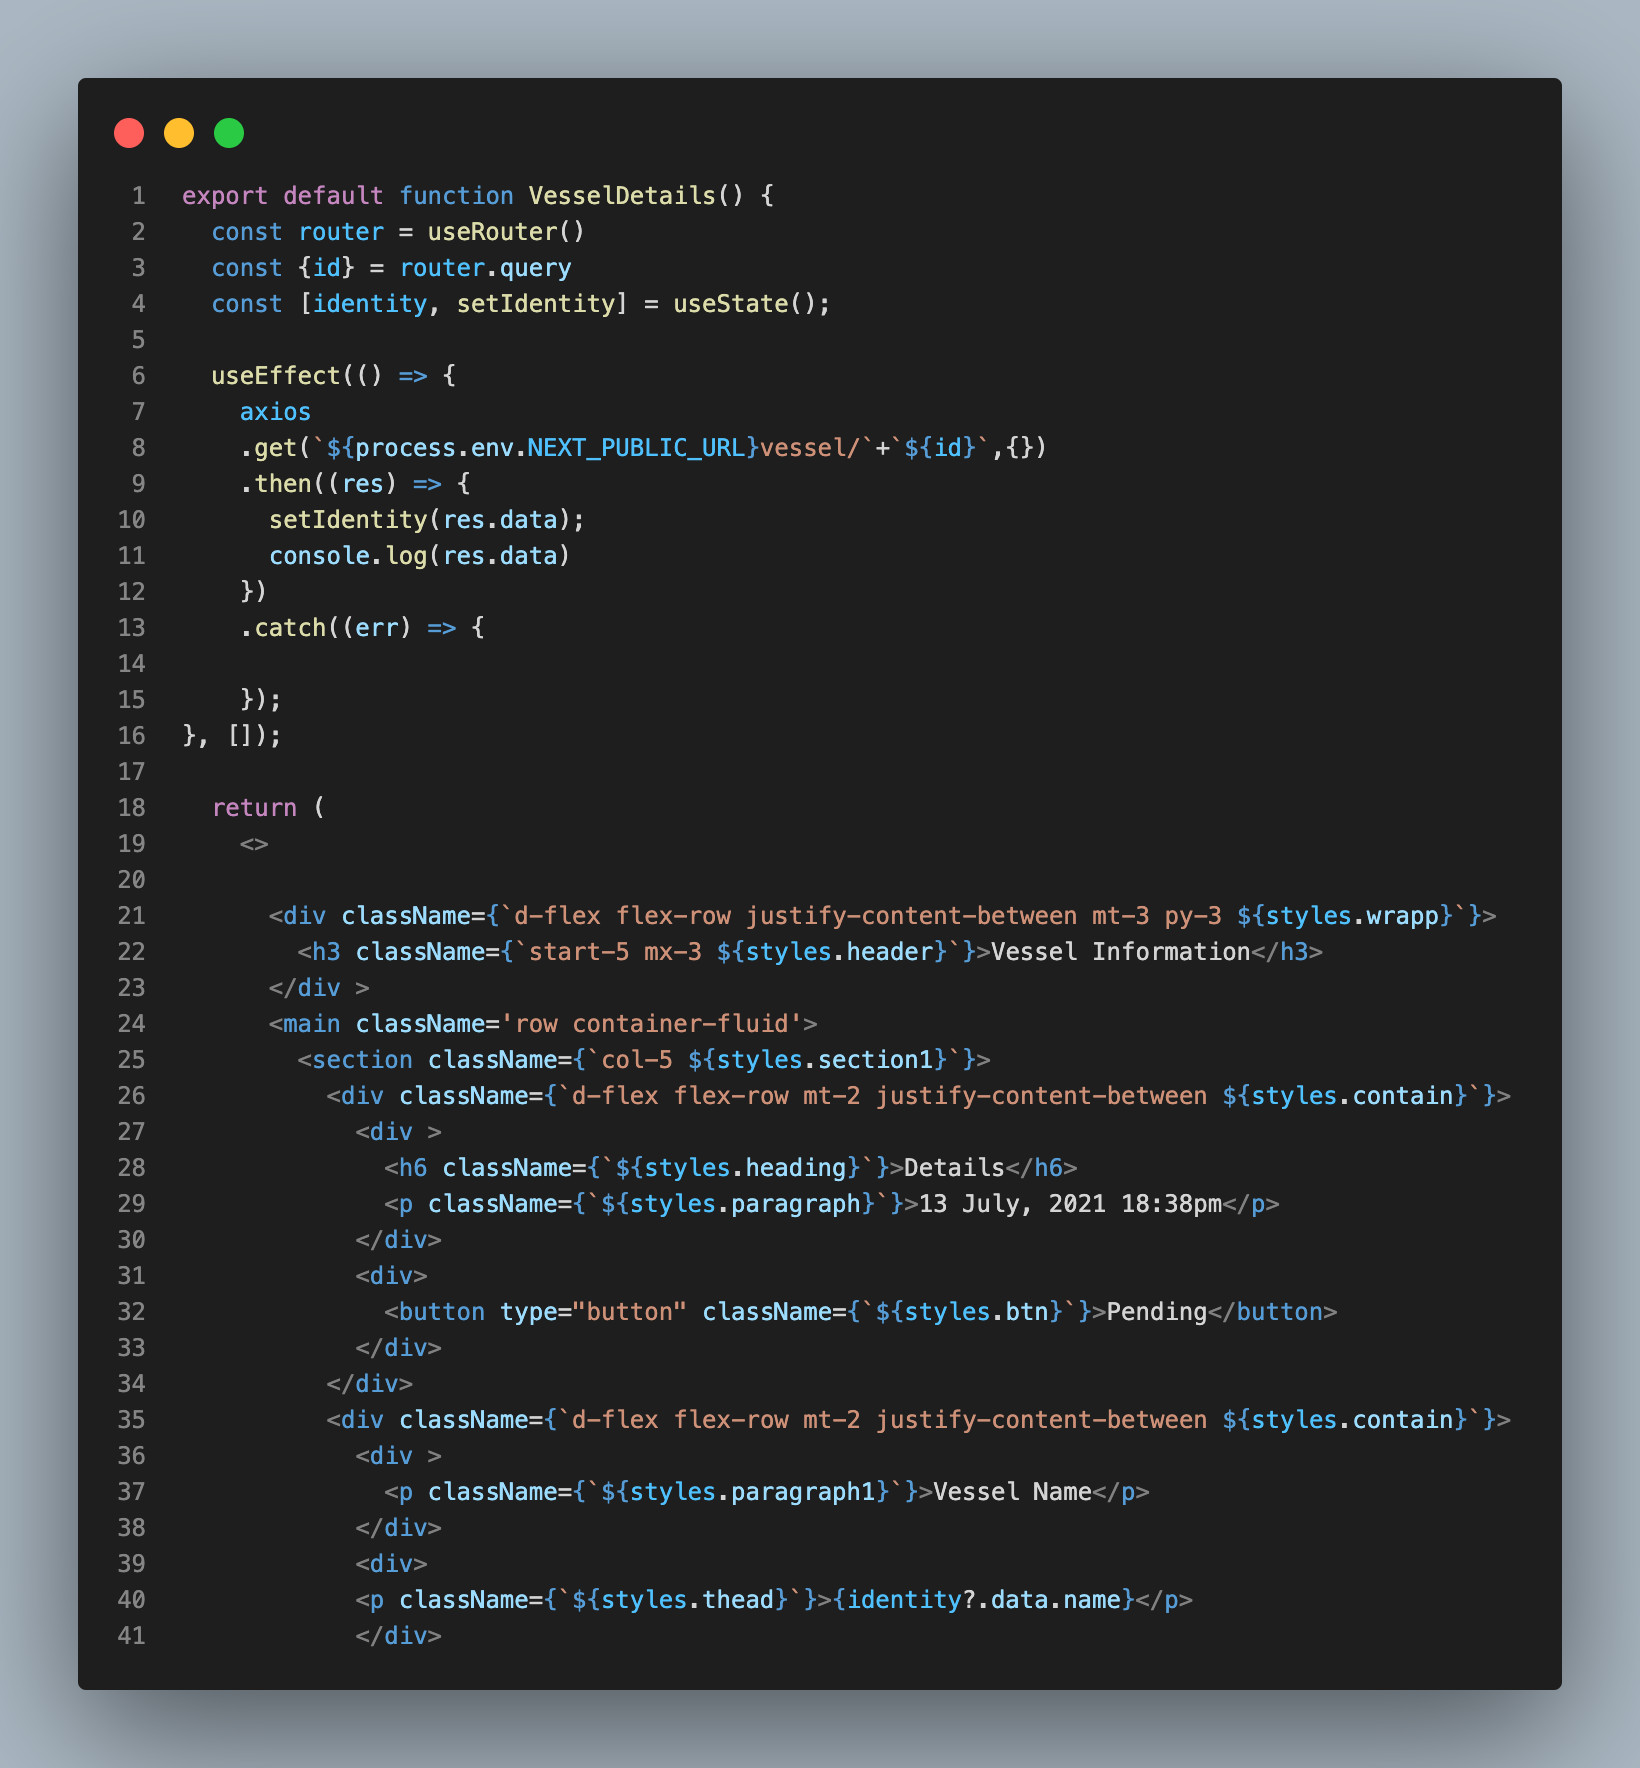 1 export default function VesselDetails() {
2 const router = useRouter()
3 const {id} = router.query
4 const [identity, setIdentity] = useState();
5
6 useEffect(() => {
7 axios
8 .get(`${process.env.NEXT_PUBLIC_URL}vessel/`+`${id}`,{})
9 .then((res) => {
10 setIdentity(res.data);
11 console.log(res.data)
12 })
13 .catch((err) => {
14
15 });
16 }, []);
17
18 return (
19 <>
20
21 <div className={`d-flex flex-row justify-content-between mt-3 py-3 ${styles.wrapp}`}>
22 <h3 className={`start-5 mx-3 ${styles.header}`}>Vessel Information</h3>
23 </div >
24 <main className='row container-fluid'>
25 <section className={`col-5 ${styles.section1}`}>
26 <div className={`d-flex flex-row mt-2 justify-content-between ${styles.contain}`}>
27 <div >
28 <h6 className={`${styles.heading}`}>Details</h6>
29 <p className={`${styles.paragraph}`}>13 July, 2021 18:38pm</p>
30 </div>
31 <div>
32 <button type="button" className={`${styles.btn}`}>Pending</button>
33 </div>
34 </div>
35 <div className={`d-flex flex-row mt-2 justify-content-between ${styles.contain}`}>
36 <div >
37 <p className={`${styles.paragraph1}`}>Vessel Name</p>
38 </div>
39 <div>
40 <p className={`${styles.thead}`}>{identity?.data.name}</p>
41 </div>